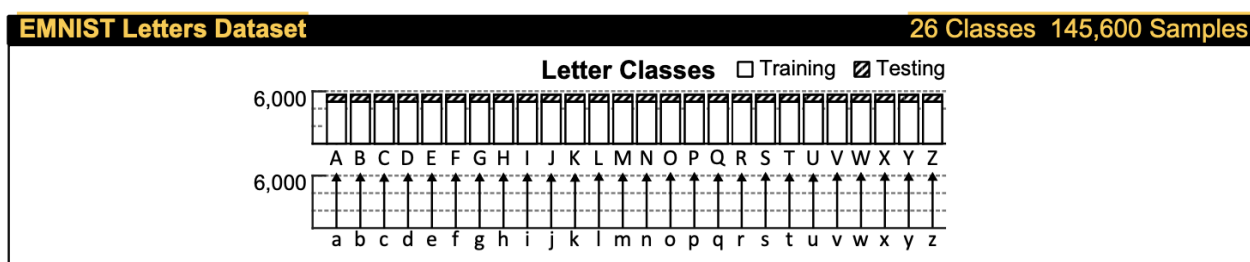 EMNIST Letters Dataset 26 Classes 145,600 Samples
Letter Classes Training Testing
6,000
A B C D E F G H I J K L M N O P Q R S T U V W X Y Z
6,000
a b c d e f g h i j k l m n o p q r s t u v w x y z